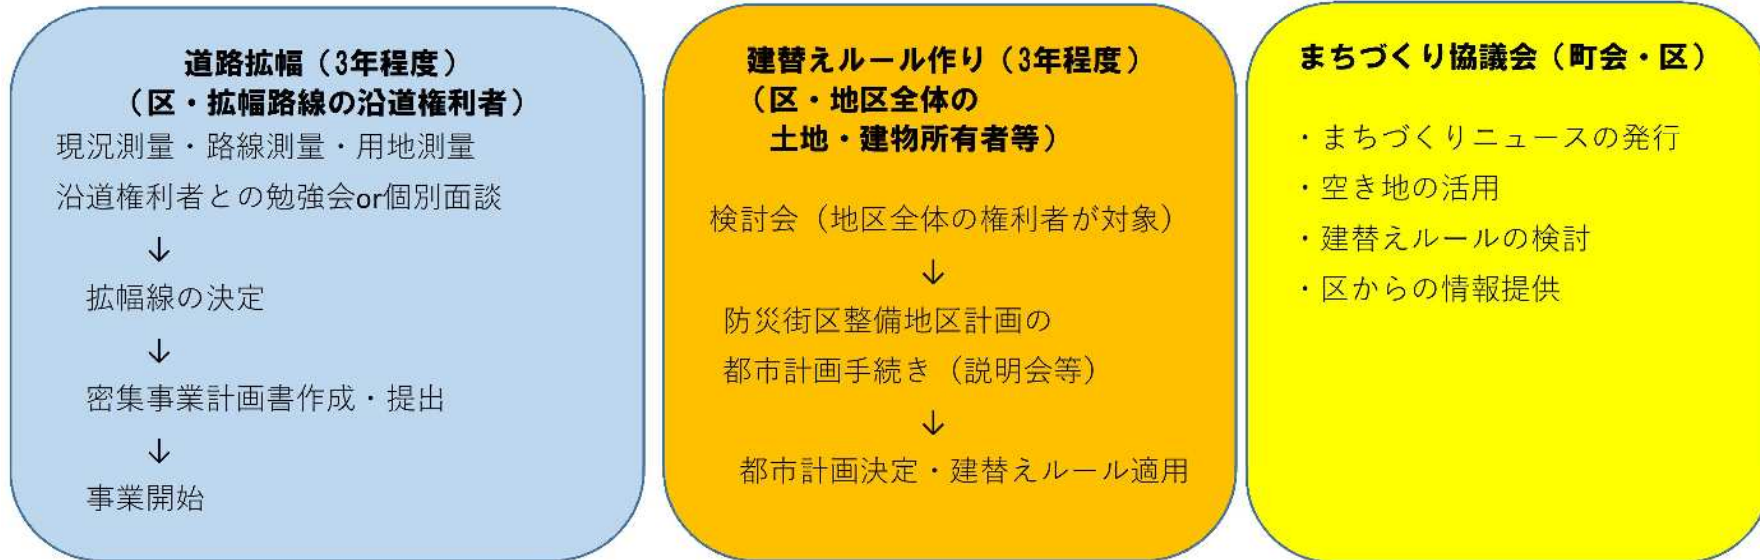 道路拡幅（3年程度）
（区・拡幅路線の沿道権利者）
現況測量・路線測量・用地測量
沿道権利者との勉強会or個別面談
↓
拡幅線の決定
↓
密集事業計画書作成・提出
↓
事業開始
建替えルール作り（3年程度）
（区・地区全体の
土地・建物所有者等）
検討会（地区全体の権利者が対象）
↓
防災街区整備地区計画の
都市計画手続き（説明会等）
↓
都市計画決定・建替えルール適用
まちづくり協議会（町会・区）
・まちづくりニュースの発行
・空き地の活用
・建替えルールの検討
・区からの情報提供